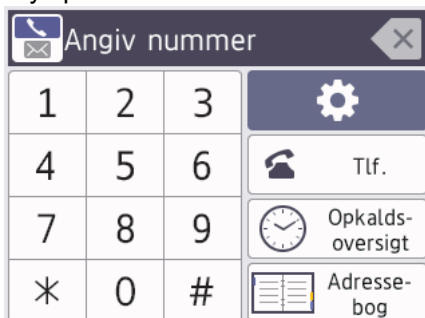 Angiv nummer
1 2 3
4 5 6
Tlf.
7 8 9
Opkalds-
oversigt
* 0 #
Adresse-
bog